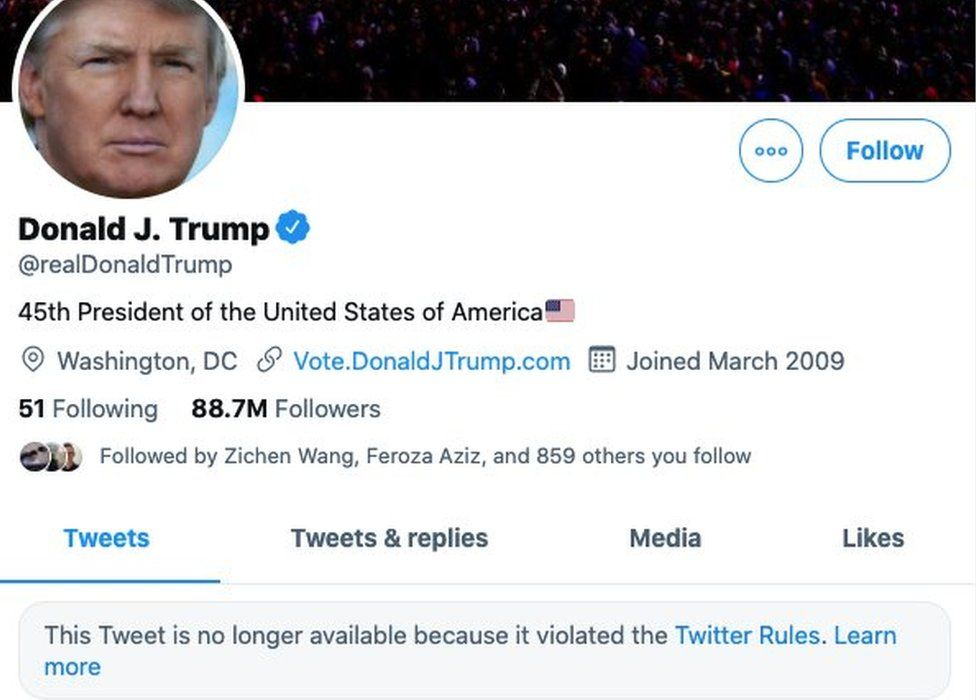 Follow
Donald J. Trump
@realDonaldTrump
45th President of the United States of America
Washington, DC Vote.DonaldJTrump.com Joined March 2009
51 Following 88.7M Followers
Followed by Zichen Wang, Feroza Aziz, and 859 others you follow
Tweets Tweets & replies Media Likes
This Tweet is no longer available because it violated the Twitter Rules. Learn
more